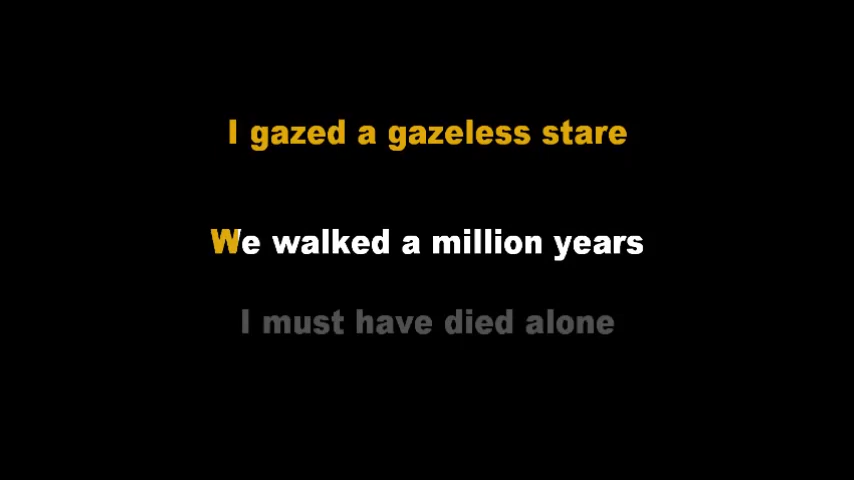 I gazed a gazeless stare
We walked a million years
I must have died alone